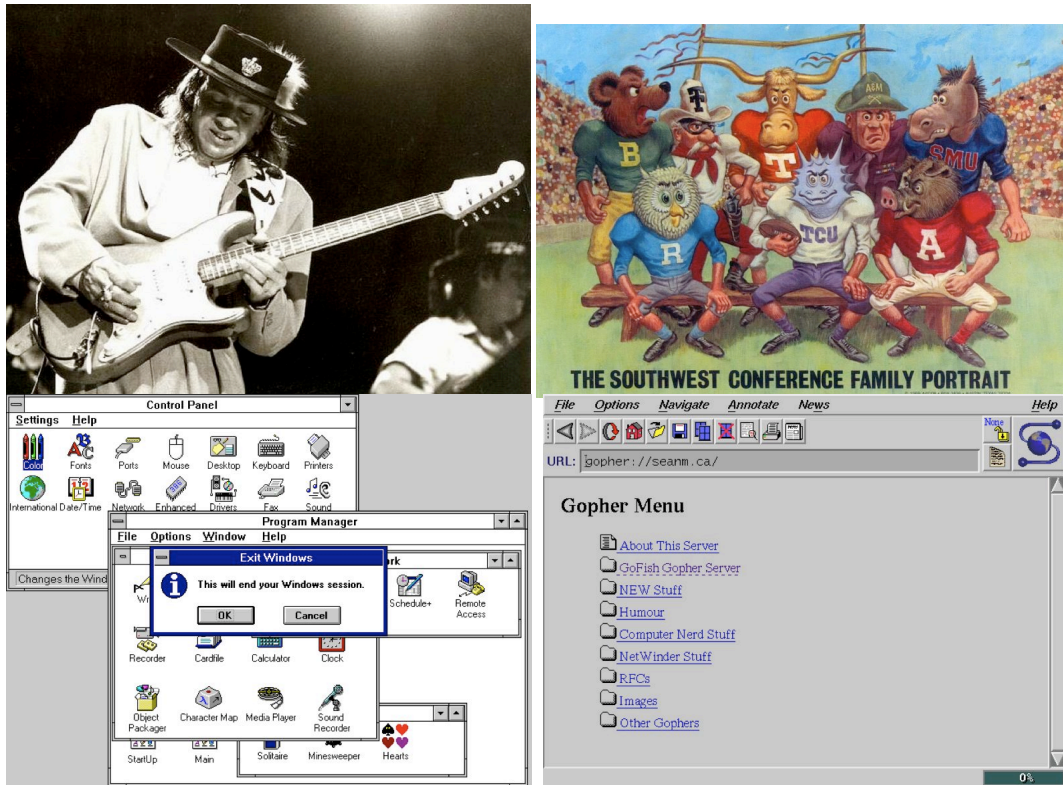 B
T
T
A&M
SMU
R
TCU
A
THE SOUTHWEST CONFERENCE FAMILY PORTRAIT
Control Panel
Settings Help
Color Fonts Ports Mouse Desktop Keyboard Printers
International Date/Time Network Enhanced Drivers Fax Sound
Changes the Wind
Program Manager
File Options Window Help
rk
Exit Windows
This will end your Windows session.
OK Cancel
Schedule+ Remote
Access
Recorder Cardfile Calculator Clock
Object
Packager Character Map Media Player Sound
Recorder
StartUp Main Solitaire Minesweeper Hearts
File Options Navigate Annotate News Help
None
URL: gopher://seanm.ca/
Gopher Menu
About This Server
GoFish Gopher Server
NEW Stuff
Humour
Computer Nerd Stuff
NetWinder Stuff
RFCs
Images
Other Gophers
0%